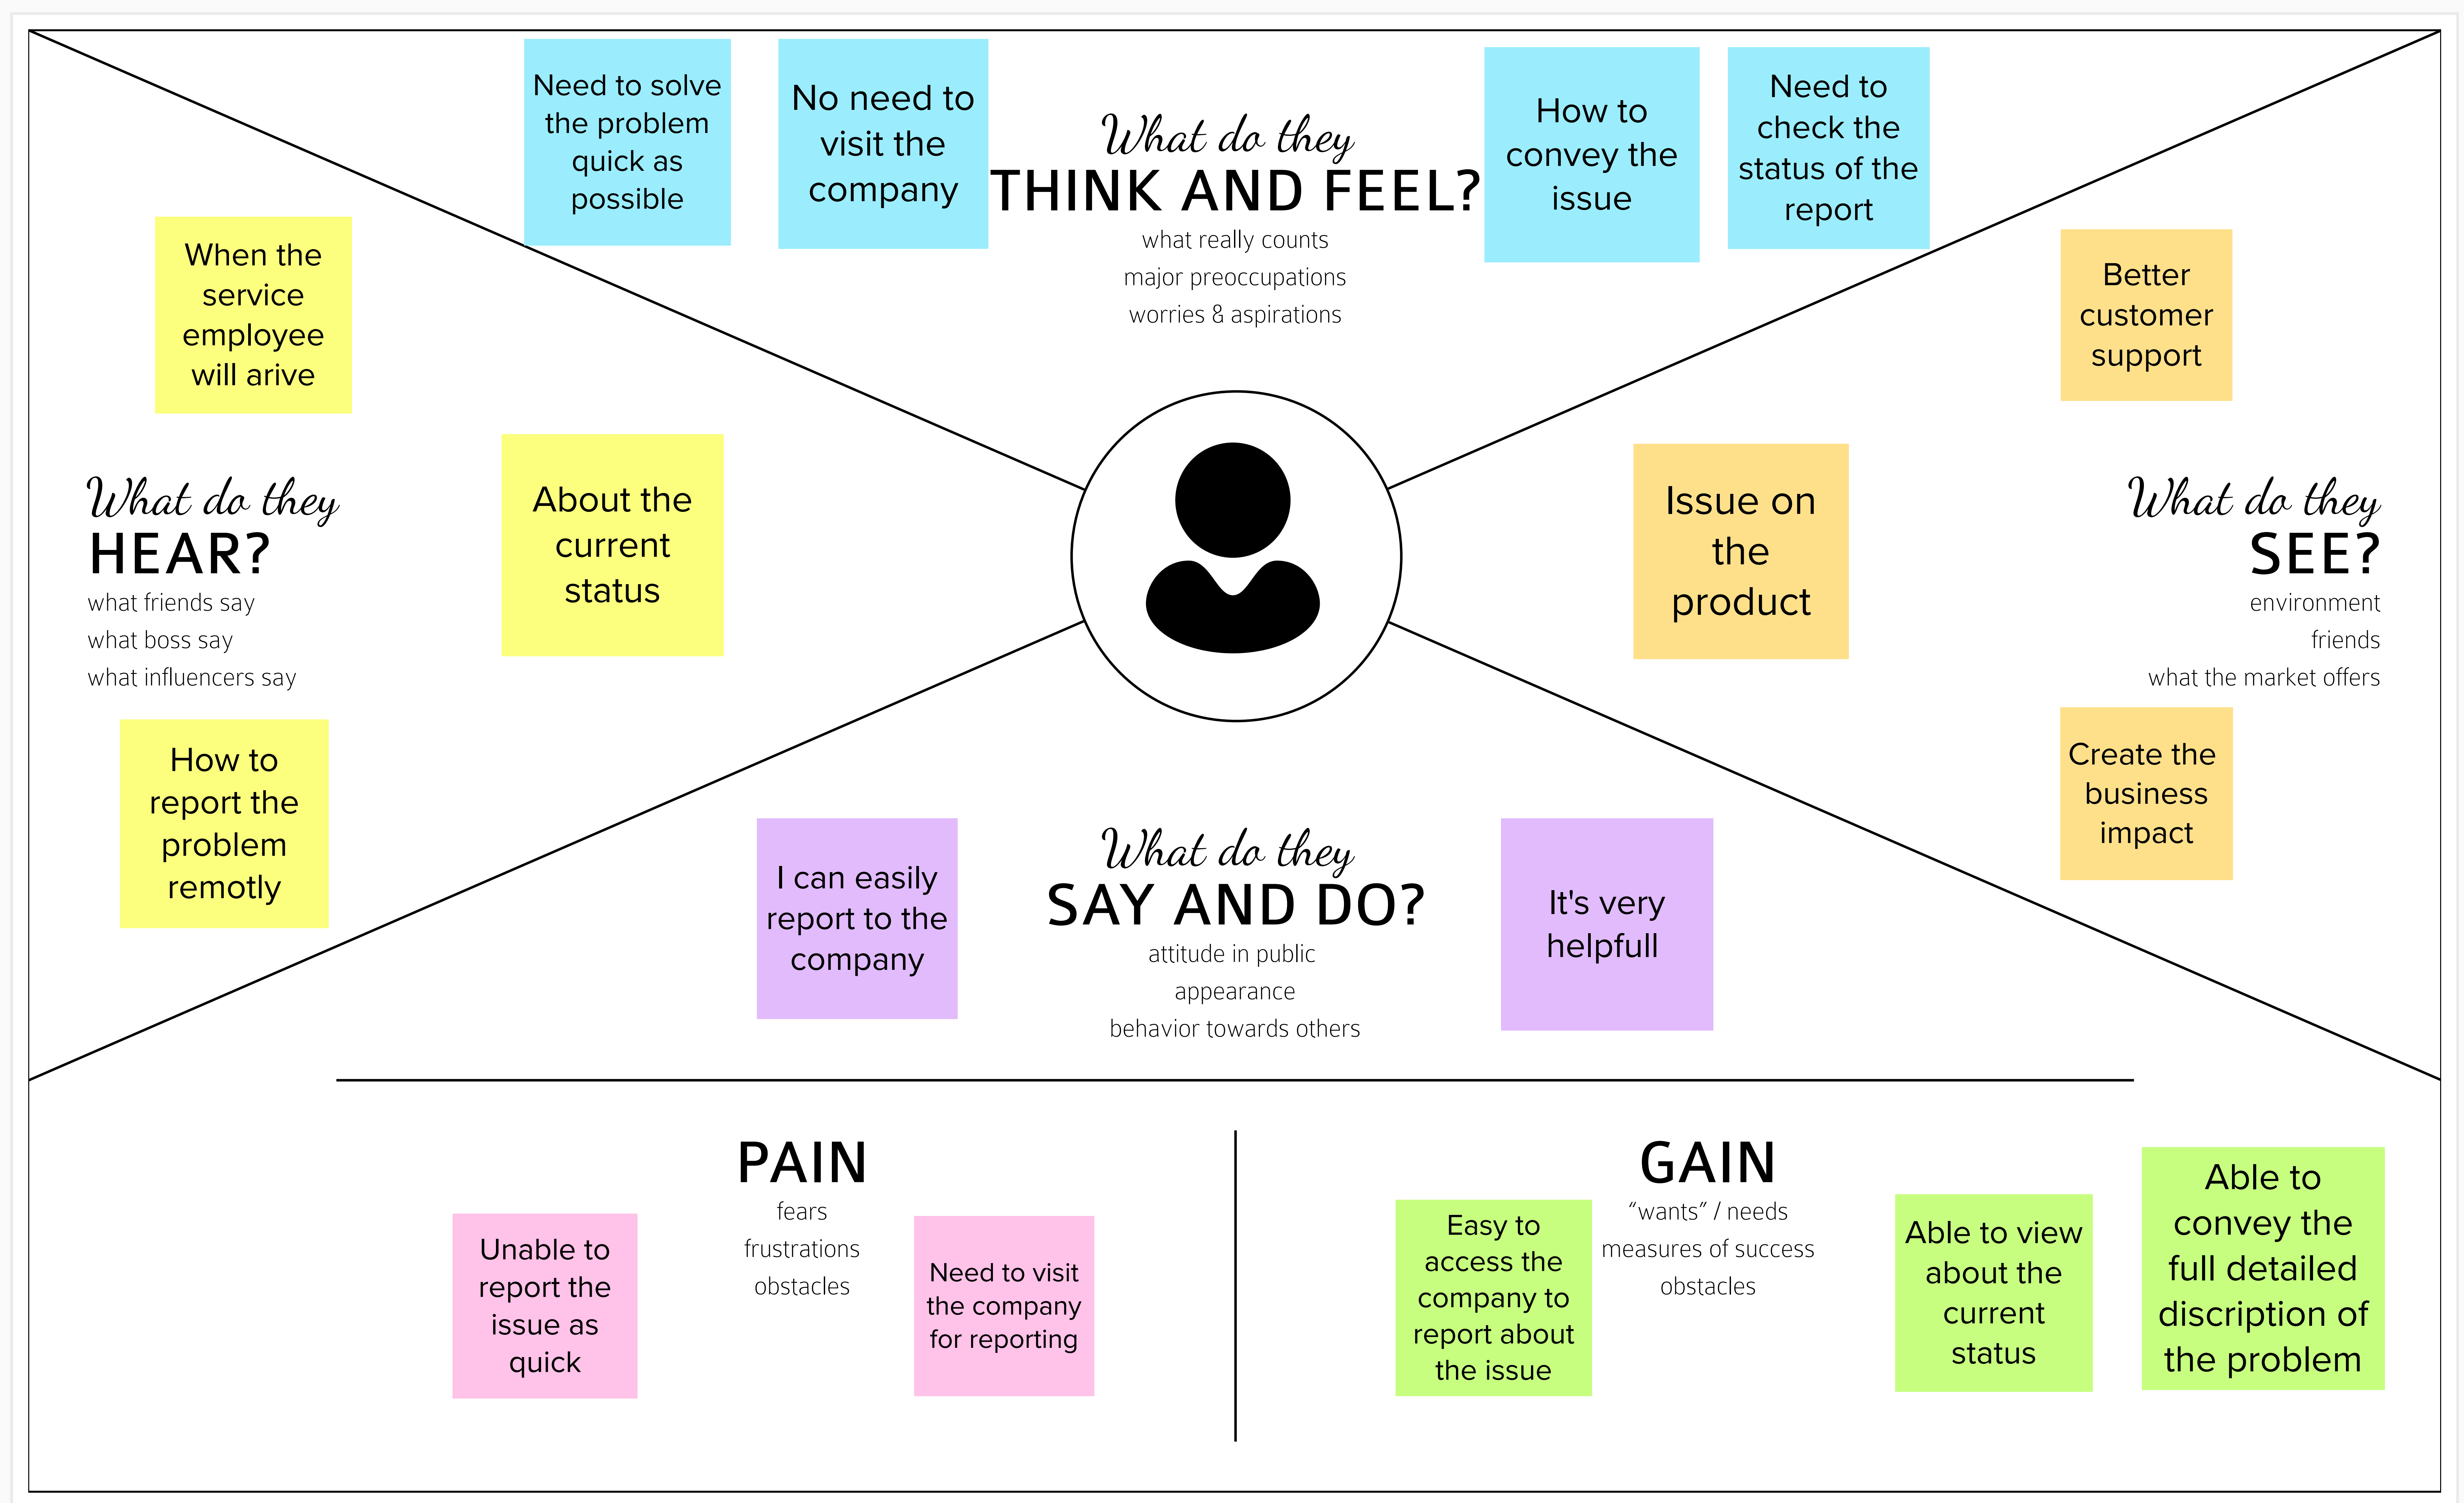 Need to solve
the problem
quick as
possible
No need to
visit the
company
What do they
THINK AND FEEL?
what really counts
major preoccupations
worries & aspirations
How to
convey the
issue
Need to
check the
status of the
report
When the
service
employee
will arive
About the
current
status
What do they
HEAR?
what friends say
what boss say
what influencers say
How to
report the
problem
remotly
Better
customer
support
Issue on
the
product
What do they
SEE?
environment
friends
what the market offers
Create the
business
impact
I can easily
report to the
company
What do they
SAY AND DO?
attitude in public
appearance
behavior towards others
It's very
helpfull
PAIN
fears
frustrations
obstacles
Unable to
report the
issue as
quick
Need to visit
the company
for reporting
GAIN
“wants” / needs
measures of success
obstacles
Easy to
access the
company to
report about
the issue
Able to view
about the
current
status
Able to
convey the
full detailed
discription of
the problem